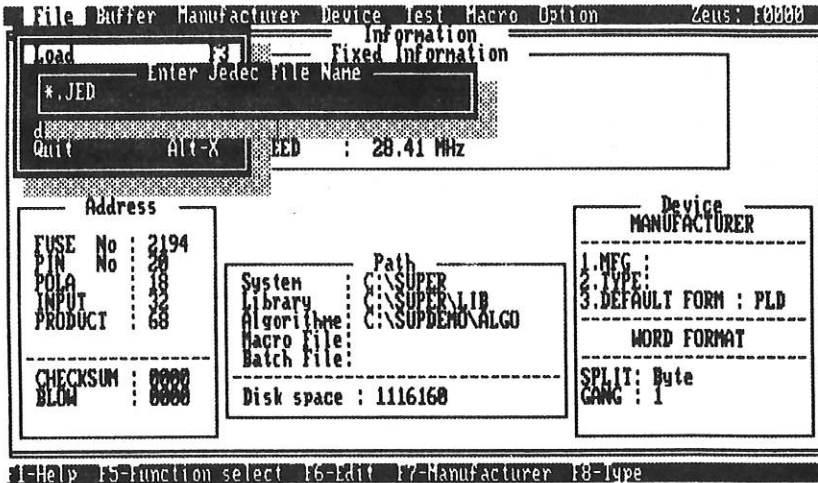 File Buffer Manufacturer Device Test Macro Option Zeus: F0000
Information
Fixed Information
Load F3
Enter Jedec File Name
*.JED
d
Quit Alt-X EED : 28.41 MHz
Address
FUSE No : 2194
PIN No : 20
POLA : 18
INPUT : 32
PRODUCT : 68
CHECKSUM : 0000
BLOW : 0000
Path
System : C:\SUPER
Library : C:\SUPER\LIB
Algorithme: C:\SUPDEMO\ALGO
Macro File:
Batch File:
Disk space : 1116160
Device
MANUFACTURER
1.MFG :
2.TYPE:
3.DEFAULT FORM : PLD
WORD FORMAT
SPLIT: Byte
GANG : 1
F1-Help F5-Function select F6-Edit F7-Manufacturer F8-Type